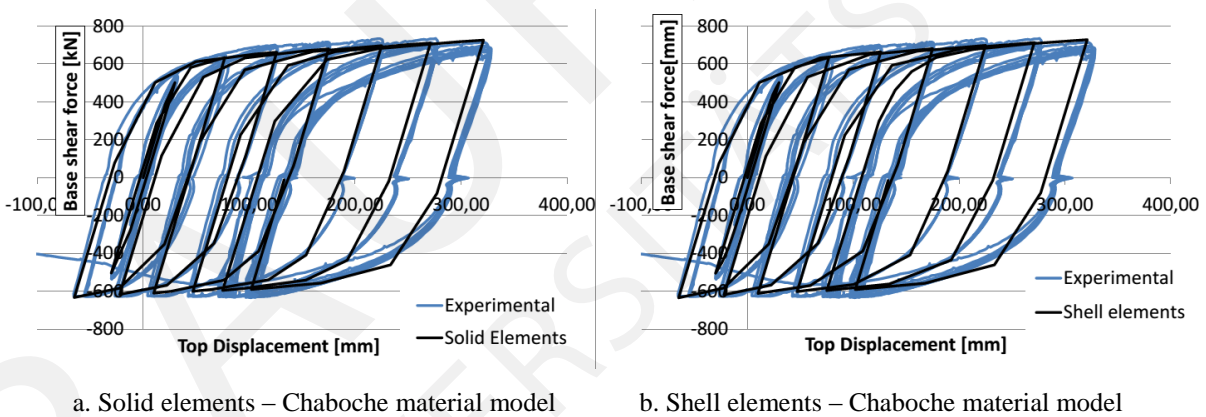 800
600
400
200
0
-200
-400
-600
-800
-100,00 0,00 100,00 200,00 300,00 400,00
Base shear force [kN]
Top Displacement [mm]
Experimental
Solid Elements
a. Solid elements – Chaboche material model
800
600
400
200
0
-200
-400
-600
-800
-100,00 0,00 100,00 200,00 300,00 400,00
Base shear force[mm]
Top Displacement [mm]
Experimental
Shell elements
b. Shell elements – Chaboche material model